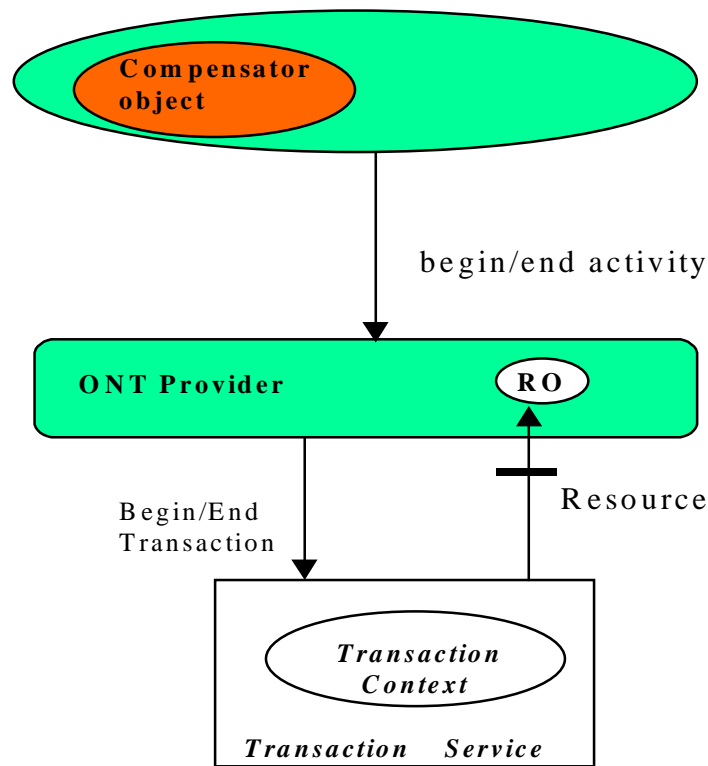 Compensator
object
begin/end activity
ONT Provider
RO
Begin/End
Transaction
Resource
Transaction
Context
Transaction Service